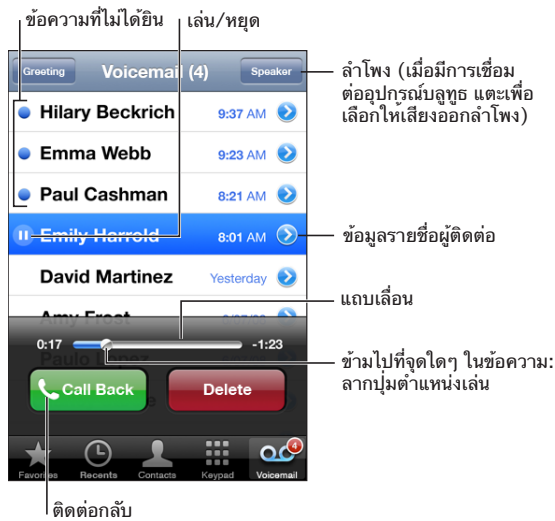 ข้อความที่ไม่ได้ยิน
เล่น/หยุด
Greeting
Voicemail (4)
Speaker
ลำโพง (เมื่อมีการเชื่อม
ต่ออุปกรณ์บลูทูธ แตะเพื่อ
เลือกให้เสียงออกลำโพง)
Hilary Beckrich
9:37 AM
Emma Webb
9:23 AM
Paul Cashman
8:21 AM
Emily Harrold
8:01 AM
ข้อมูลรายชื่อผู้ติดต่อ
David Martinez
Yesterday
แถบเลื่อน
Amy Frost
0:17
-1:23
Paulo Lopez
ข้ามไปที่จุดใดๆ ในข้อความ:
ลากปุ่มตำแหน่งเล่น
Call Back
Delete
4
Favorites
Recents
Contacts
Keypad
Voicemail
ติดต่อกลับ